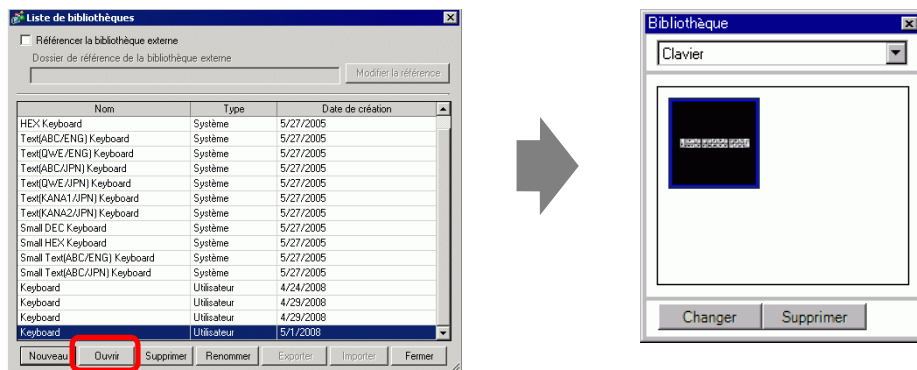 Liste de bibliothèques
Référencer la bibliothèque externe
Dossier de référence de la bibliothèque externe
Modifier la référence
Nom Type Date de création
HEX Keyboard Système 5/27/2005
Text(ABC/ENG) Keyboard Système 5/27/2005
Text(QWE/ENG) Keyboard Système 5/27/2005
Text(ABC/JPN) Keyboard Système 5/27/2005
Text(QWE/JPN) Keyboard Système 5/27/2005
Text(KANA1/JPN) Keyboard Système 5/27/2005
Text(KANA2/JPN) Keyboard Système 5/27/2005
Small DEC Keyboard Système 5/27/2005
Small HEX Keyboard Système 5/27/2005
Small Text(ABC/ENG) Keyboard Système 5/27/2005
Small Text(ABC/JPN) Keyboard Système 5/27/2005
Keyboard Utilisateur 4/24/2008
Keyboard Utilisateur 4/29/2008
Keyboard Utilisateur 4/29/2008
Keyboard Utilisateur 5/1/2008
Nouveau Ouvrir Supprimer Renommer Exporter Importer Fermer
Bibliothèque
Clavier
Changer Supprimer